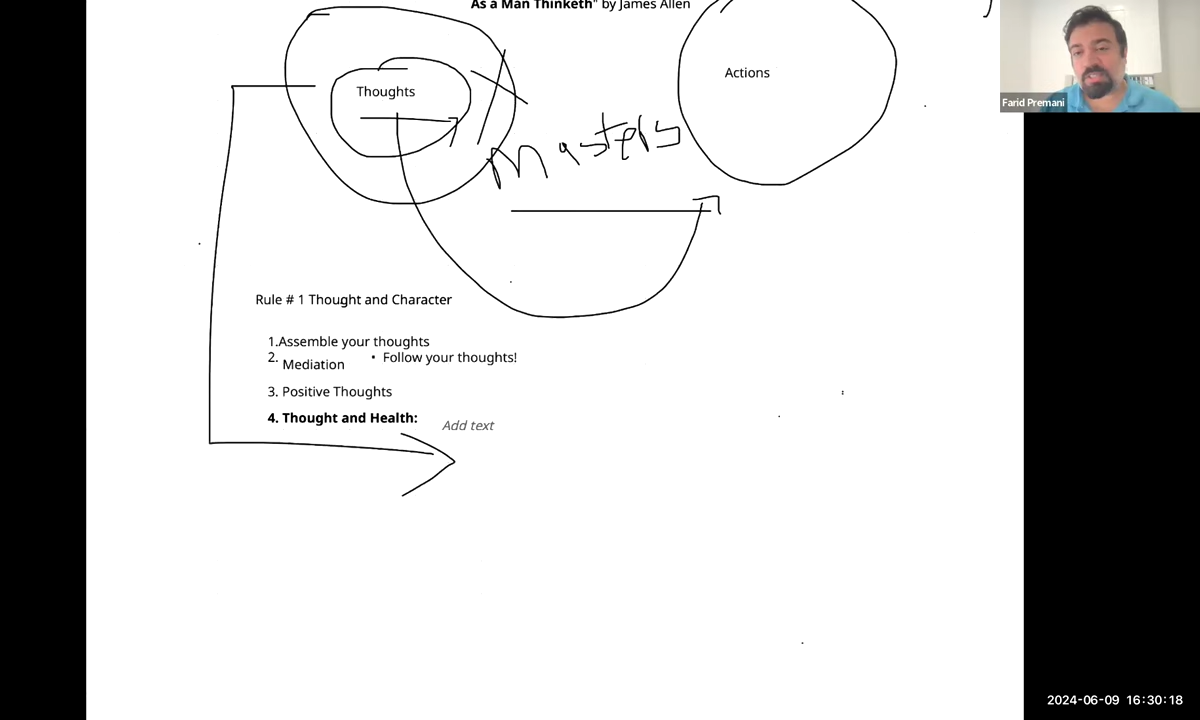 As a Man Thinketh" by James Allen
Actions
Thoughts
Masters
Rule # 1 Thought and Character
1.Assemble your thoughts
2. Mediation • Follow your thoughts!
3. Positive Thoughts
4. Thought and Health: Add text
Farid Premani
2024-06-09 16:30:18